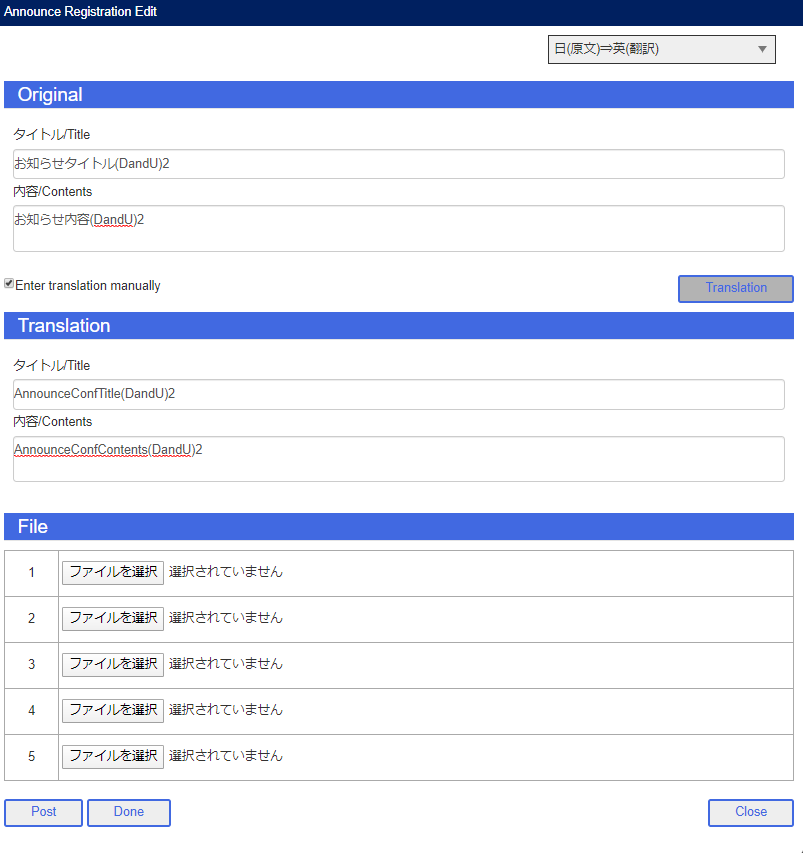 Announce Registration Edit
日(原文)⇒英(翻訳)
Original
タイトル/Title
お知らせタイトル(DandU)2
内容/Contents
お知らせ内容(DandU)2
Enter translation manually
Translation
Translation
タイトル/Title
AnnounceConfTitle(DandU)2
内容/Contents
AnnounceConfContents(DandU)2
File
1 ファイルを選択 選択されていません
2 ファイルを選択 選択されていません
3 ファイルを選択 選択されていません
4 ファイルを選択 選択されていません
5 ファイルを選択 選択されていません
Post Done Close